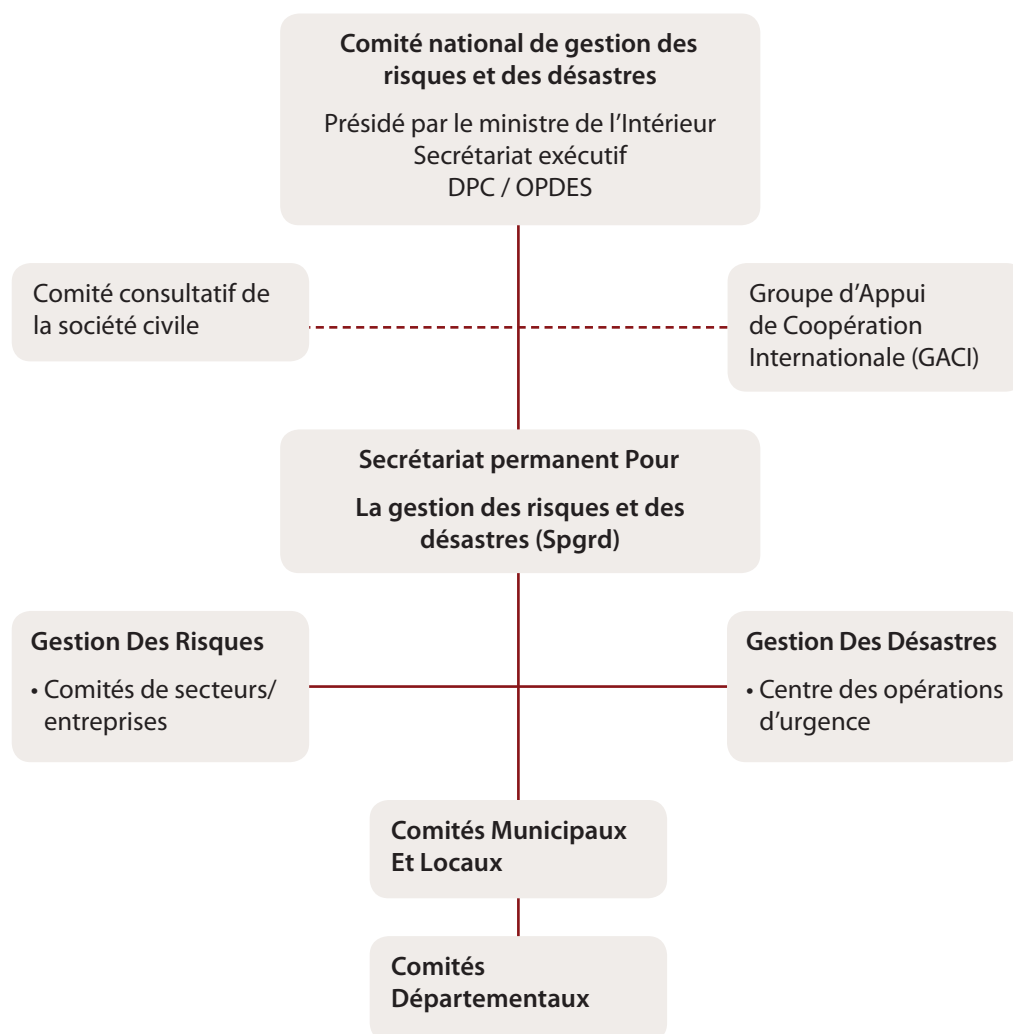 Comité national de gestion des
risques et des désastres
Présidé par le ministre de l’Intérieur
Secrétariat exécutif
DPC / OPDES
Comité consultatif de
la société civile
Groupe d’Appui
de Coopération
Internationale (GACI)
Secrétariat permanent Pour
La gestion des risques et des
désastres (Spgrd)
Gestion Des Risques
• Comités de secteurs/
entreprises
Gestion Des Désastres
• Centre des opérations
d’urgence
Comités Municipaux
Et Locaux
Comités
Départementaux